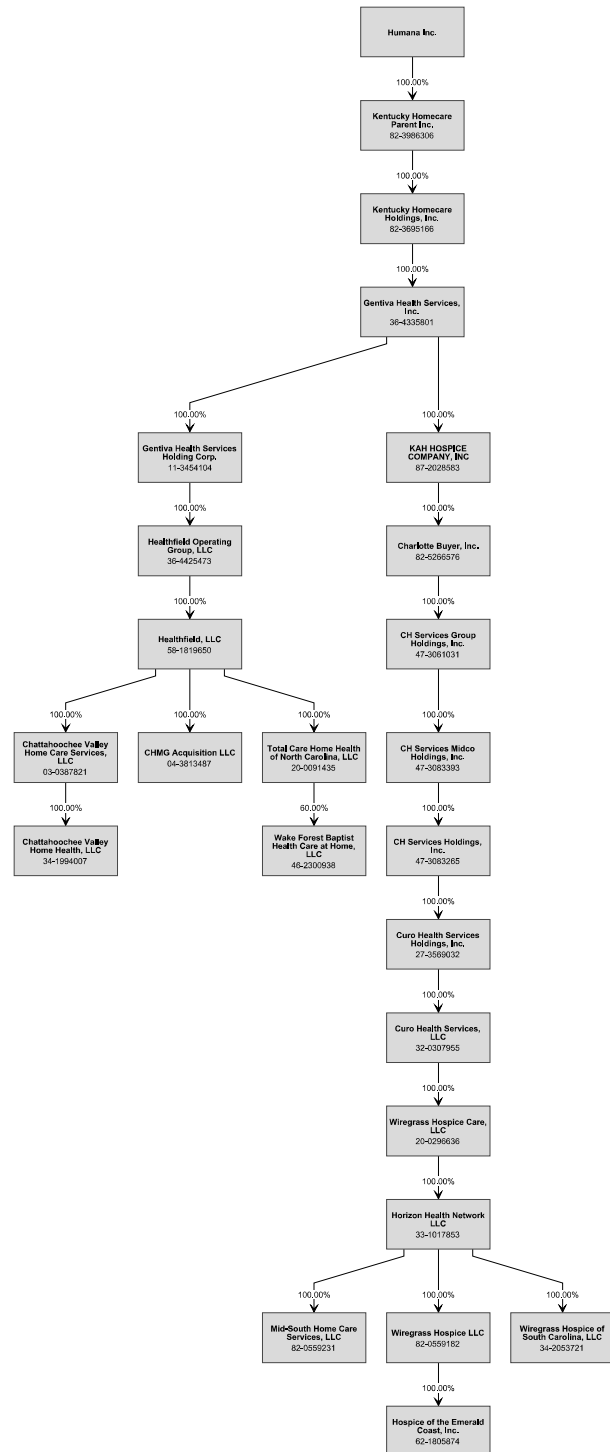 Humana Inc.
100.00%
Kentucky Homecare
Parent Inc.
82-3986306
100.00%
Kentucky Homecare
Holdings, Inc.
82-3695166
100.00%
Gentiva Health Services,
Inc.
36-4335801
100.00%
100.00%
Gentiva Health Services
Holding Corp.
11-3454104
KAH HOSPICE
COMPANY, INC
87-2028583
100.00%
100.00%
Healthfield Operating
Group, LLC
36-4425473
Charlotte Buyer, Inc.
82-5266576
100.00%
100.00%
Healthfield, LLC
58-1819650
CH Services Group
Holdings, Inc.
47-3061031
100.00%
100.00%
100.00%
100.00%
Chattahoochee Valley
Home Care Services,
LLC
03-0387821
CHMG Acquisition LLC
04-3813487
Total Care Home Health
of North Carolina, LLC
20-0091435
CH Services Midco
Holdings, Inc.
47-3083393
100.00%
60.00%
100.00%
Chattahoochee Valley
Home Health, LLC
34-1994007
Wake Forest Baptist
Health Care at Home,
LLC
46-2300938
CH Services Holdings,
Inc.
47-3083265
100.00%
Curo Health Services
Holdings, Inc.
27-3569032
100.00%
Curo Health Services,
LLC
32-0307955
100.00%
Wiregrass Hospice Care,
LLC
20-0296636
100.00%
Horizon Health Network
LLC
33-1017853
100.00%
100.00%
100.00%
Mid-South Home Care
Services, LLC
82-0559231
Wiregrass Hospice LLC
82-0559182
Wiregrass Hospice of
South Carolina, LLC
34-2053721
100.00%
Hospice of the Emerald
Coast, Inc.
62-1805874